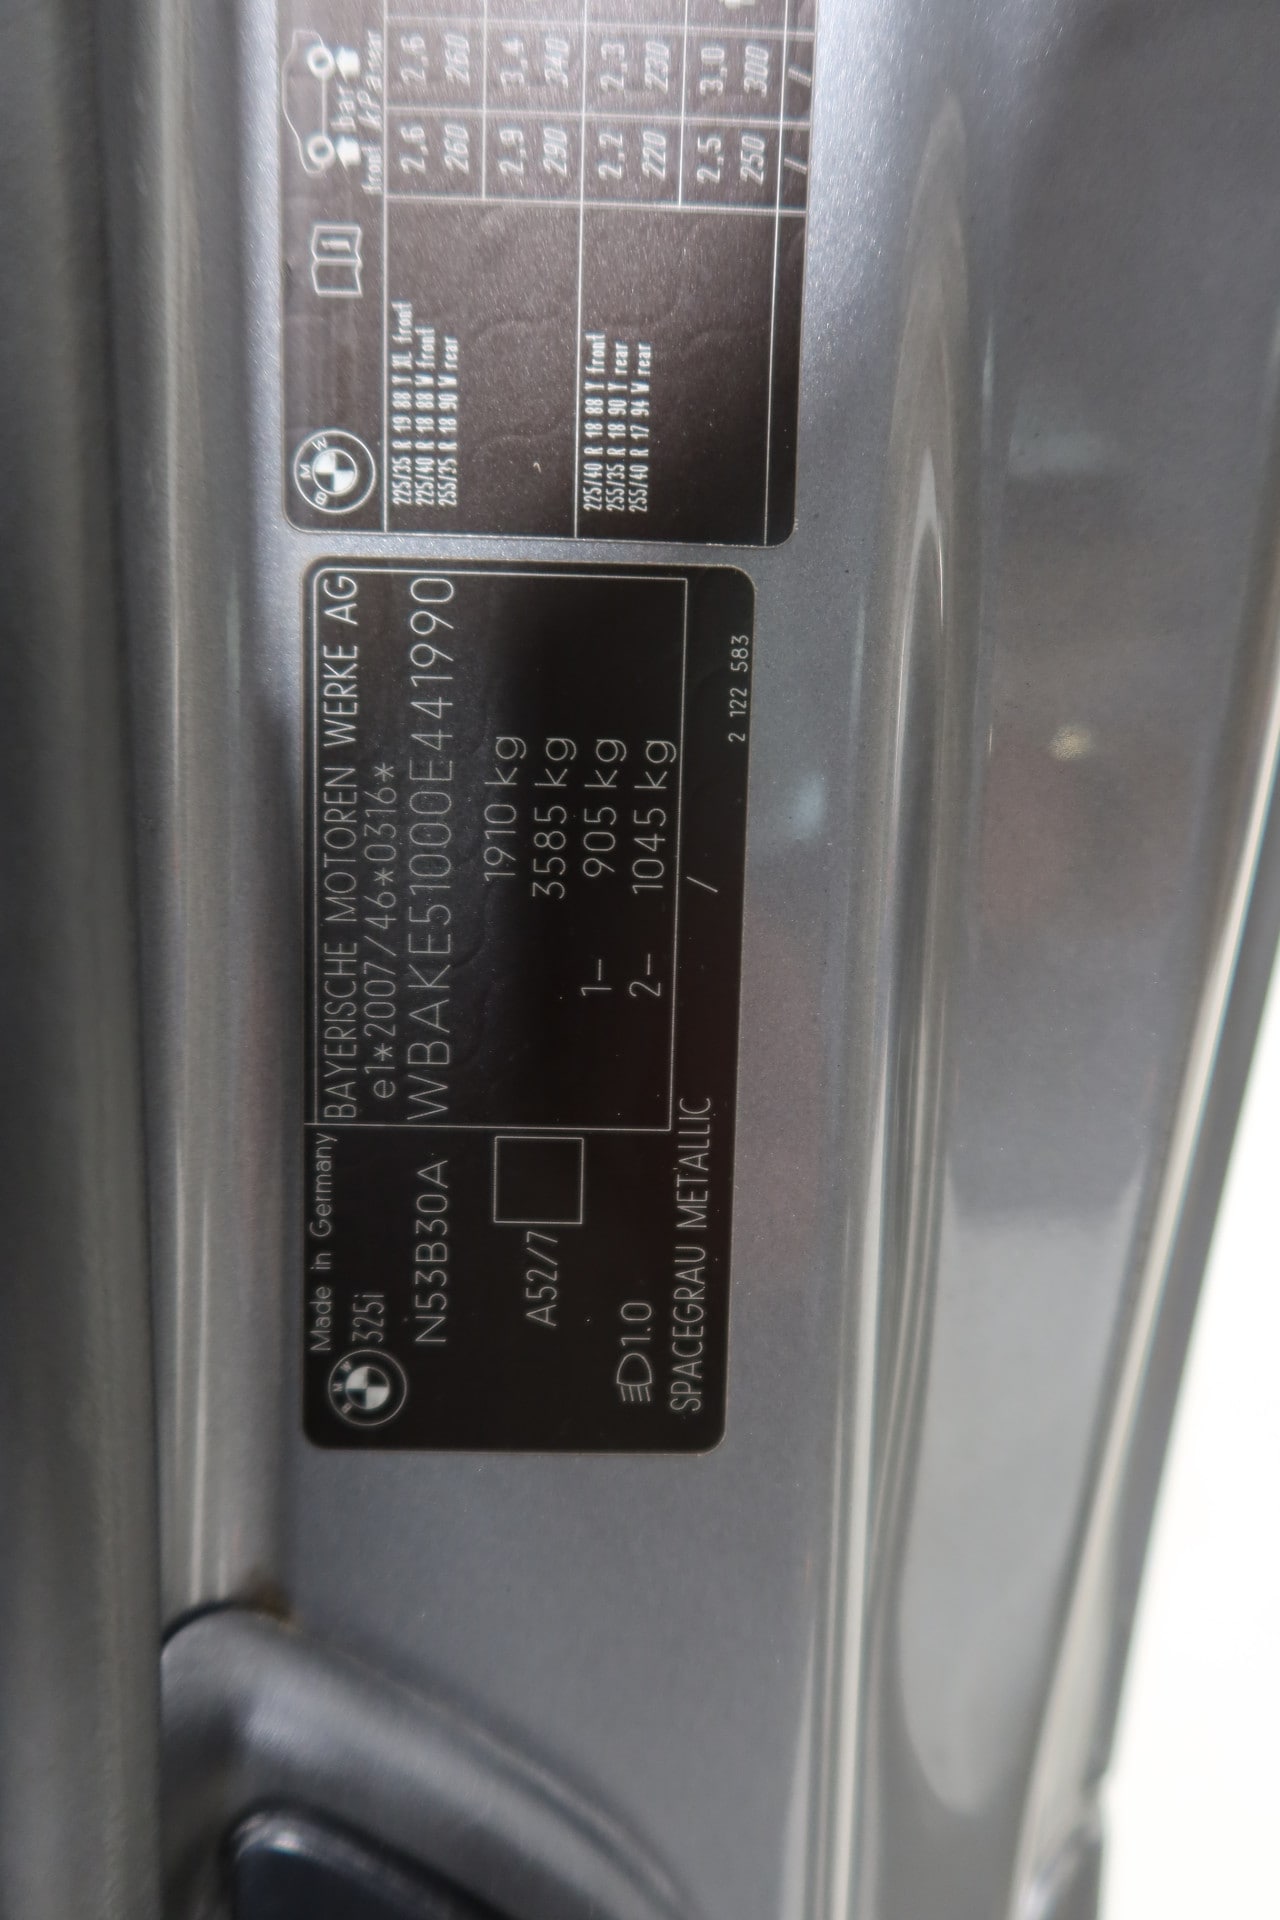 Made in Germany
BMW
325i
N53B30A
A52/7
1.0
SPACEGRAU METALLIC
BAYERISCHE MOTOREN WERKE AG
e1*2007/46*0316*
WBAKE51000E441990
1910 kg
3585 kg
1- 905 kg
2- 1045 kg
/
2 122 583
BMW
i
bar
front kPa rear
225/35 R 19 88 Y XL front
225/40 R 18 88 W front
255/35 R 18 90 W rear
2,6 2,6
260 260
2,9 3,4
290 340
225/40 R 18 88 Y front
255/35 R 18 90 Y rear
255/40 R 17 94 V rear
2,2 2,3
220 230
2,5 3,0
250 300
/ /